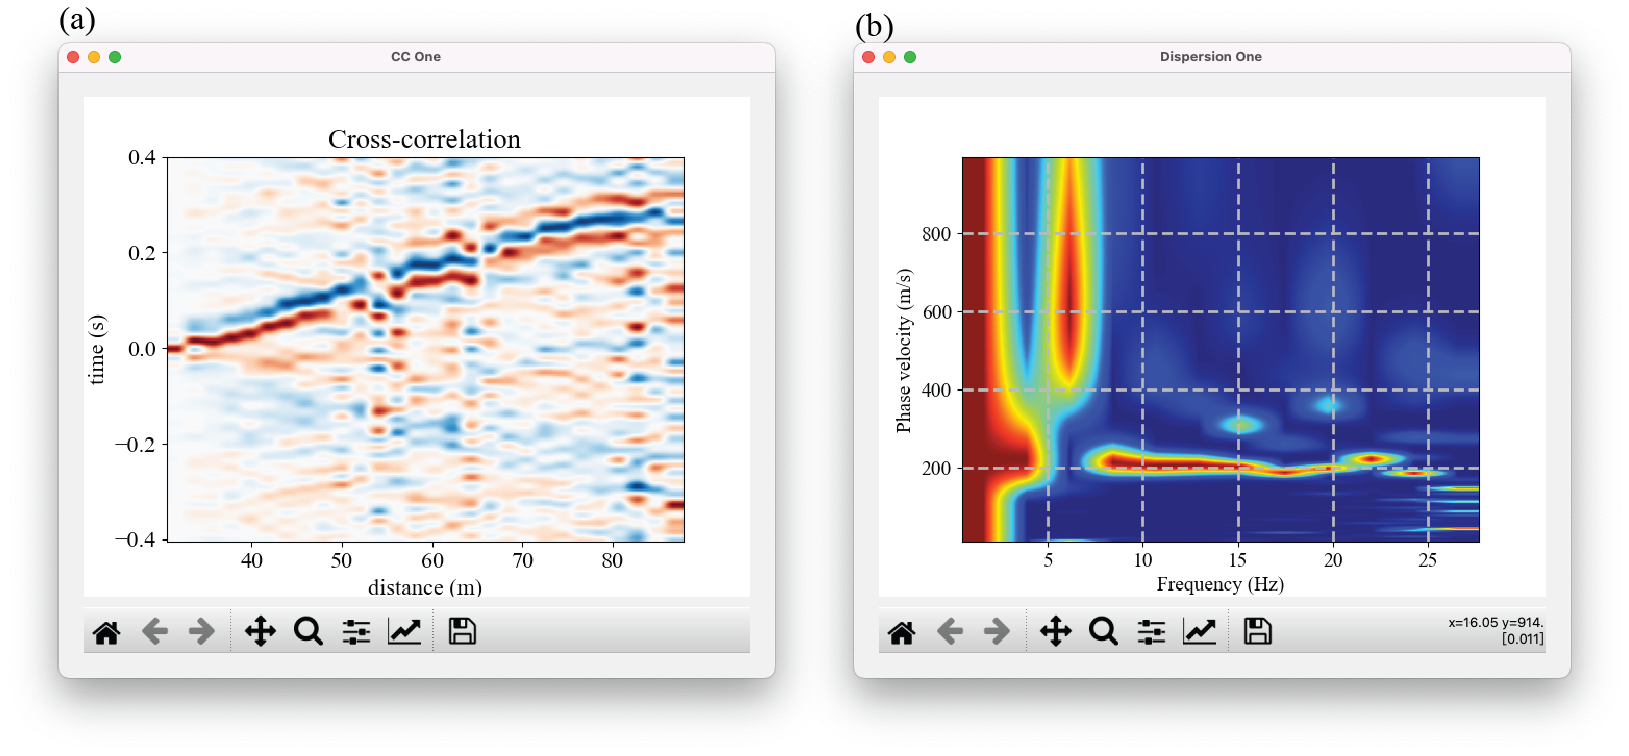 (a)
CC One
Cross-correlation
0.4
0.2
0.0
−0.2
−0.4
time (s)
40 50 60 70 80
distance (m)
(b)
Dispersion One
800
600
400
200
Phase velocity (m/s)
5 10 15 20 25
Frequency (Hz)
x=16.05 y=914.
[0.011]